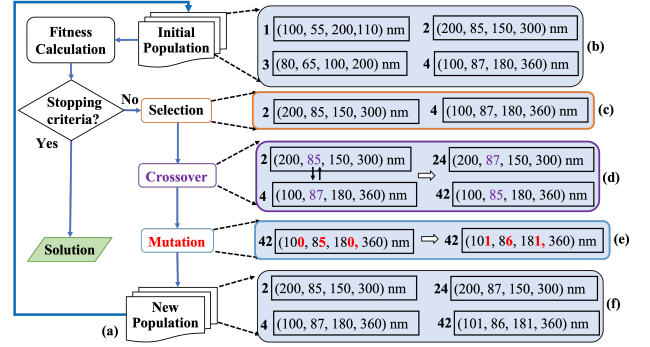 Fitness
Calculation
Initial
Population
1 (100, 55, 200,110) nm
2 (200, 85, 150, 300) nm
(b)
3 (80, 65, 100, 200) nm
4 (100, 87, 180, 360) nm
Stopping
criteria?
No
Yes
Selection
2 (200, 85, 150, 300) nm
4 (100, 87, 180, 360) nm
(c)
Crossover
2 (200, 85, 150, 300) nm
24 (200, 87, 150, 300) nm
(d)
4 (100, 87, 180, 360) nm
42 (100, 85, 180, 360) nm
Solution
Mutation
42 (100, 85, 180, 360) nm
42 (101, 86, 181, 360) nm
(e)
New
Population
(a)
2 (200, 85, 150, 300) nm
24 (200, 87, 150, 300) nm
(f)
4 (100, 87, 180, 360) nm
42 (101, 86, 181, 360) nm